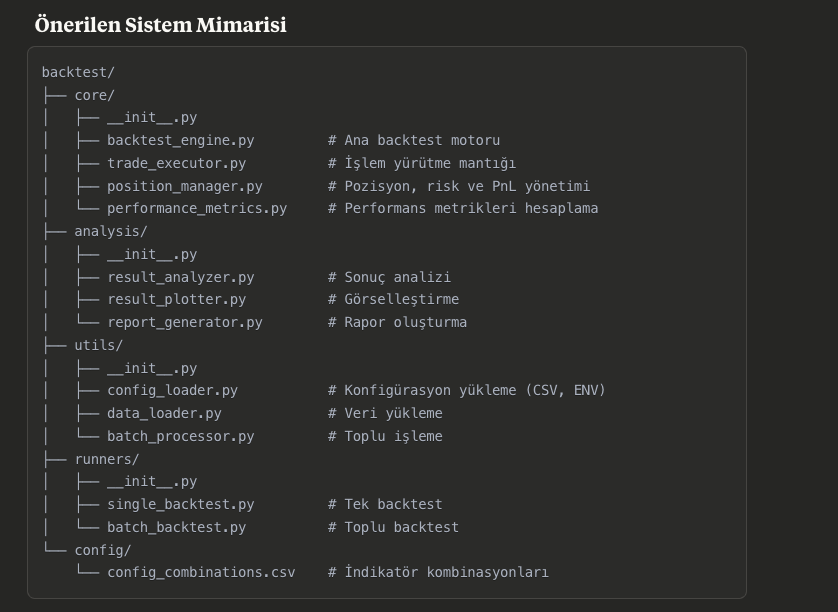 Önerilen Sistem Mimarisi
backtest/
├── core/
│   ├── __init__.py
│   ├── backtest_engine.py         # Ana backtest motoru
│   ├── trade_executor.py          # İşlem yürütme mantığı
│   ├── position_manager.py        # Pozisyon, risk ve PnL yönetimi
│   └── performance_metrics.py     # Performans metrikleri hesaplama
├── analysis/
│   ├── __init__.py
│   ├── result_analyzer.py         # Sonuç analizi
│   ├── result_plotter.py          # Görselleştirme
│   └── report_generator.py        # Rapor oluşturma
├── utils/
│   ├── __init__.py
│   ├── config_loader.py           # Konfigürasyon yükleme (CSV, ENV)
│   ├── data_loader.py             # Veri yükleme
│   └── batch_processor.py         # Toplu işleme
├── runners/
│   ├── __init__.py
│   ├── single_backtest.py         # Tek backtest
│   └── batch_backtest.py          # Toplu backtest
└── config/
    └── config_combinations.csv    # İndikatör kombinasyonları